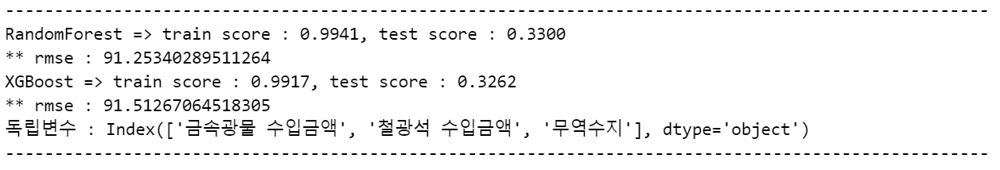 ----------------------------------------------------------------------------------------------------
RandomForest => train score : 0.9941, test score : 0.3300
** rmse : 91.25340289511264
XGBoost => train score : 0.9917, test score : 0.3262
** rmse : 91.51267064518305
독립변수 : Index(['금속광물 수입금액', '철광석 수입금액', '무역수지'], dtype='object')
----------------------------------------------------------------------------------------------------